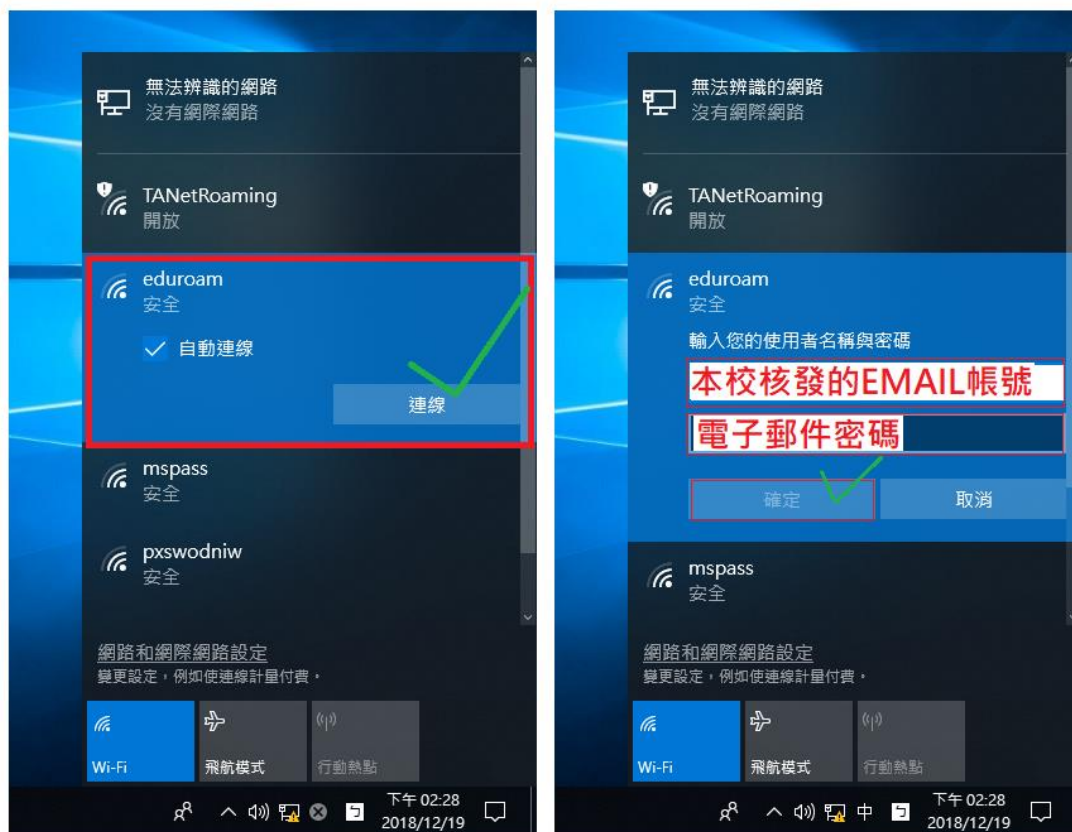 無法辨識的網路
沒有網際網路
TANetRoaming
開放
eduroam
安全
自動連線
連線
mspass
安全
pxswodniw
安全
網路和網際網路設定
變更設定，例如使連線計量付費。
Wi-Fi
飛航模式
行動熱點
下午 02:28
2018/12/19
無法辨識的網路
沒有網際網路
TANetRoaming
開放
eduroam
安全
輸入您的使用者名稱與密碼
本校核發的EMAIL帳號
電子郵件密碼
確定
取消
mspass
安全
網路和網際網路設定
變更設定，例如使連線計量付費。
Wi-Fi
飛航模式
行動熱點
中
ㄅ
下午 02:28
2018/12/19